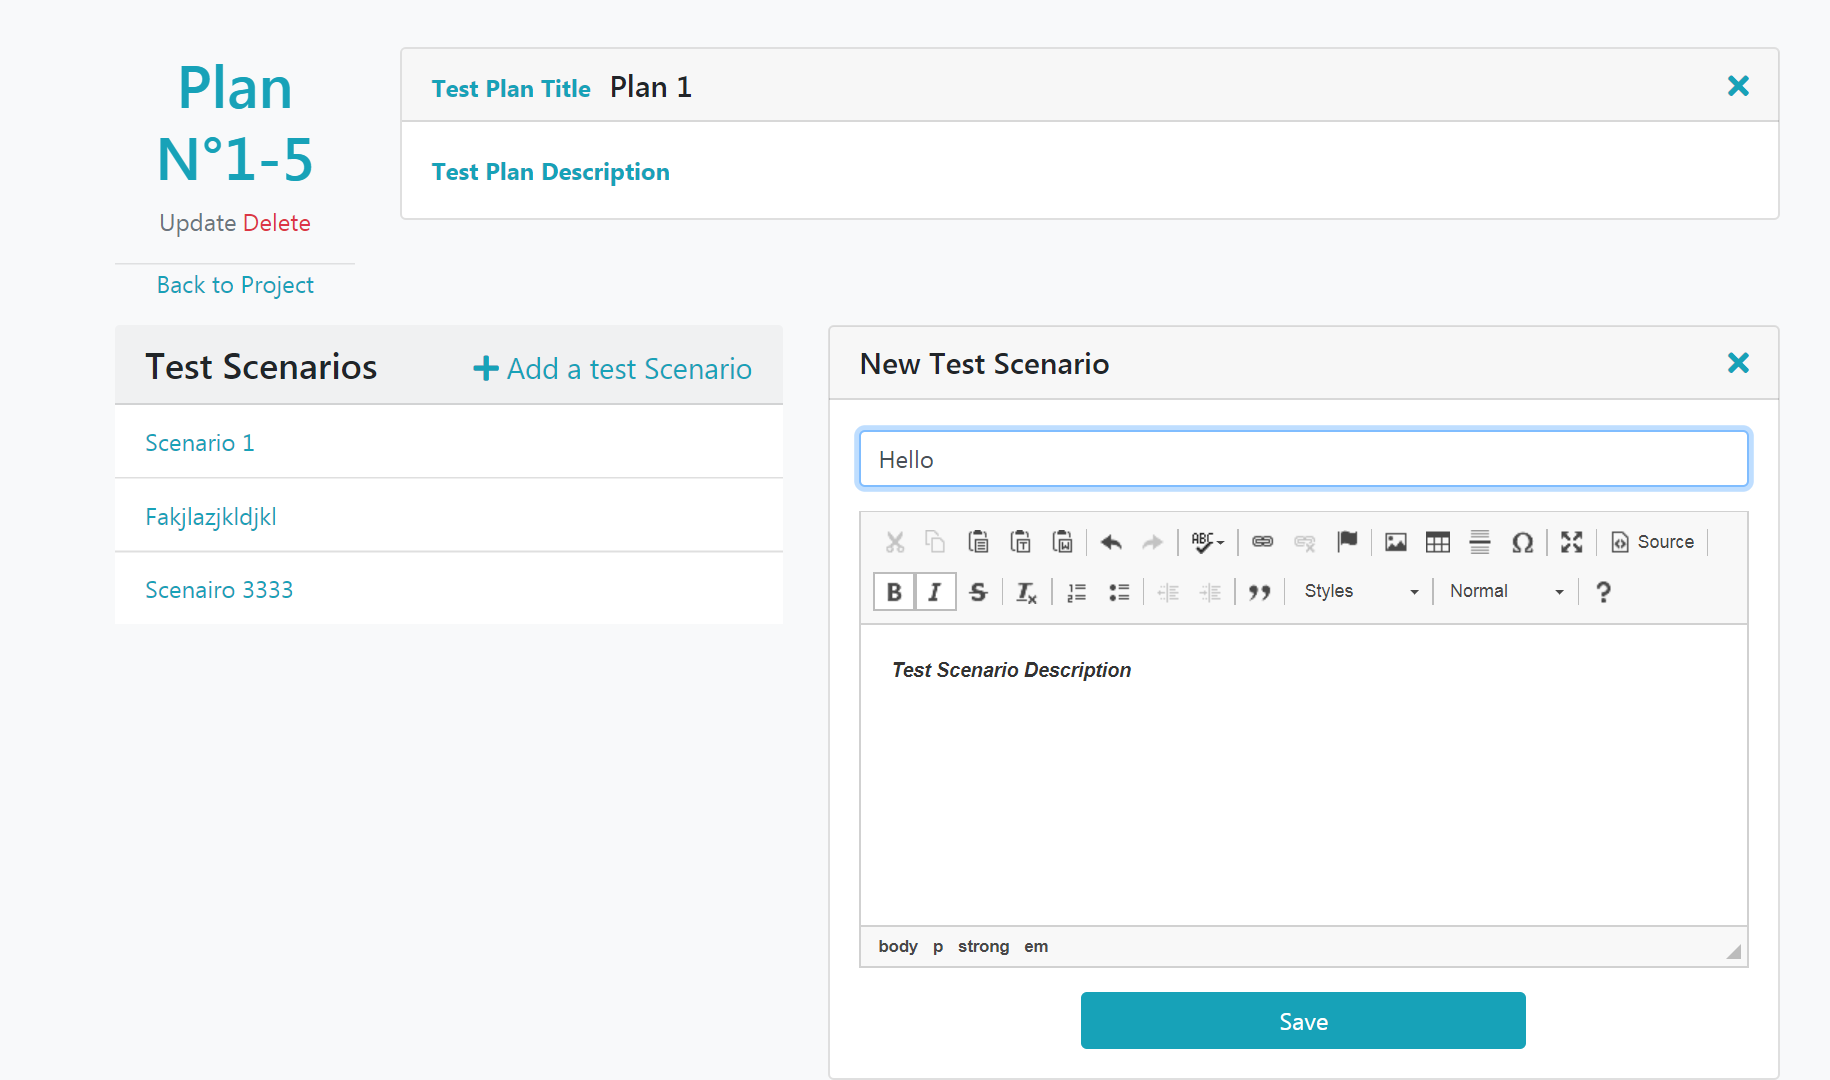 Plan
N°1-5
Update Delete
Back to Project
Test Plan Title Plan 1
Test Plan Description
Test Scenarios Add a test Scenario
Scenario 1
Fakjlazjkldjkl
Scenairo 3333
New Test Scenario
Hello
ABC Source
B I S Styles Normal ?
Test Scenario Description
body p strong em
Save